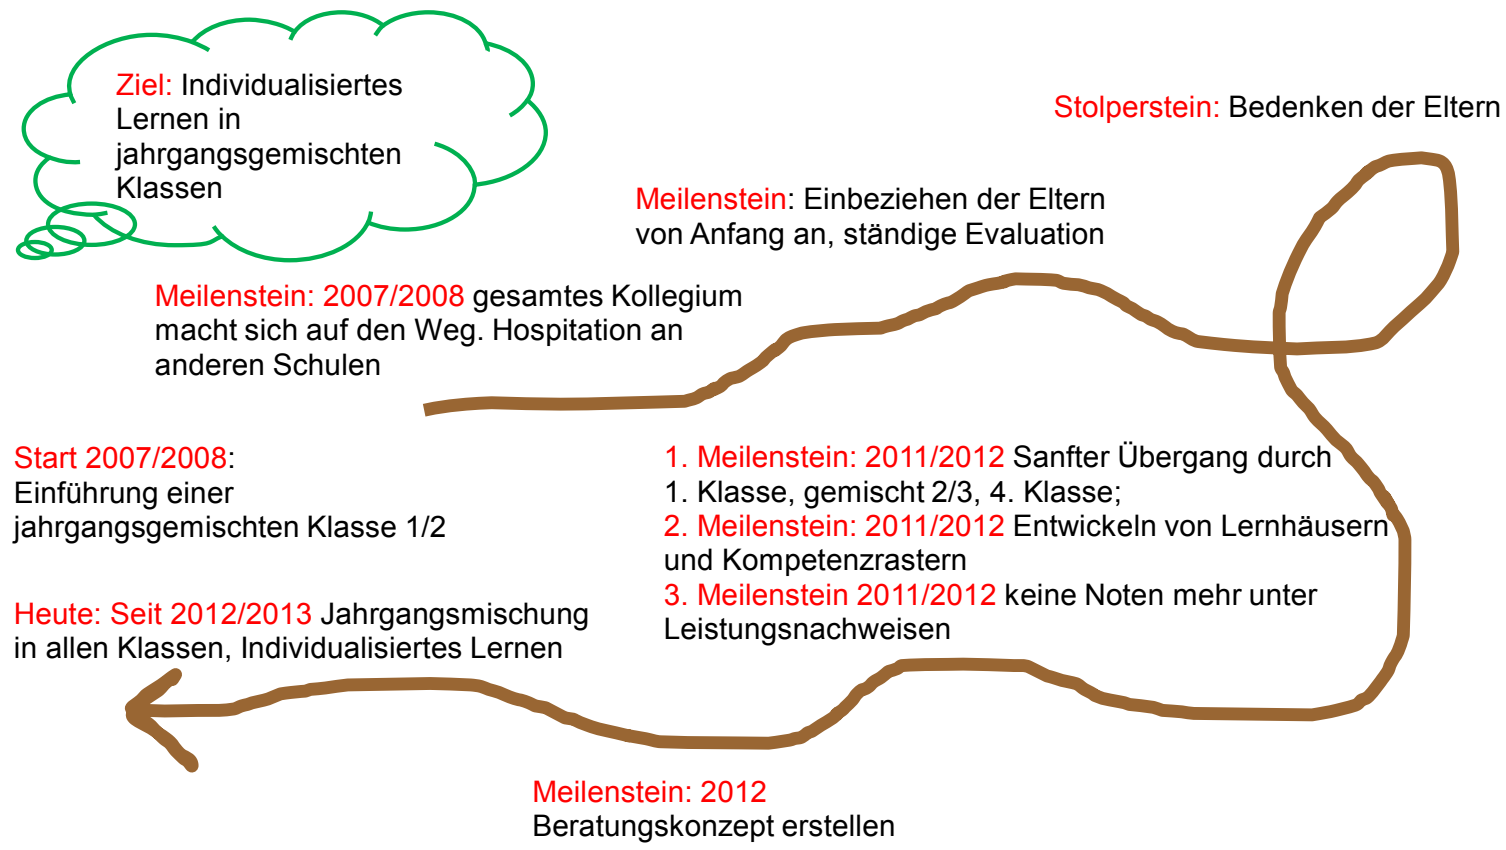 Ziel: Individualisiertes
Lernen in
jahrgangsgemischten
Klassen
Stolperstein: Bedenken der Eltern
Meilenstein: Einbeziehen der Eltern
von Anfang an, ständige Evaluation
Meilenstein: 2007/2008 gesamtes Kollegium
macht sich auf den Weg. Hospitation an
anderen Schulen
Start 2007/2008:
Einführung einer
jahrgangsgemischten Klasse 1/2
1. Meilenstein: 2011/2012 Sanfter Übergang durch
1. Klasse, gemischt 2/3, 4. Klasse;
2. Meilenstein: 2011/2012 Entwickeln von Lernhäusern
und Kompetenzrastern
3. Meilenstein 2011/2012 keine Noten mehr unter
Leistungsnachweisen
Heute: Seit 2012/2013 Jahrgangsmischung
in allen Klassen, Individualisiertes Lernen
Meilenstein: 2012
Beratungskonzept erstellen